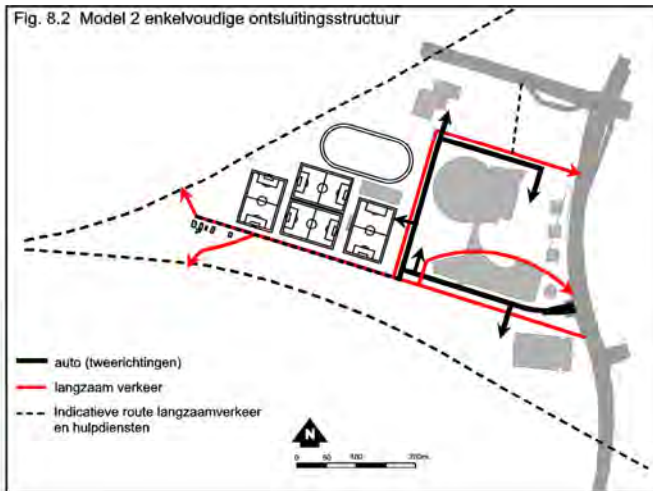 Fig. 8.2 Model 2 enkelvoudige ontsluitingsstructuur
auto (tweerichtingen)
langzaam verkeer
Indicatieve route langzaamverkeer
en hulpdiensten
N
0 50 100 200m.